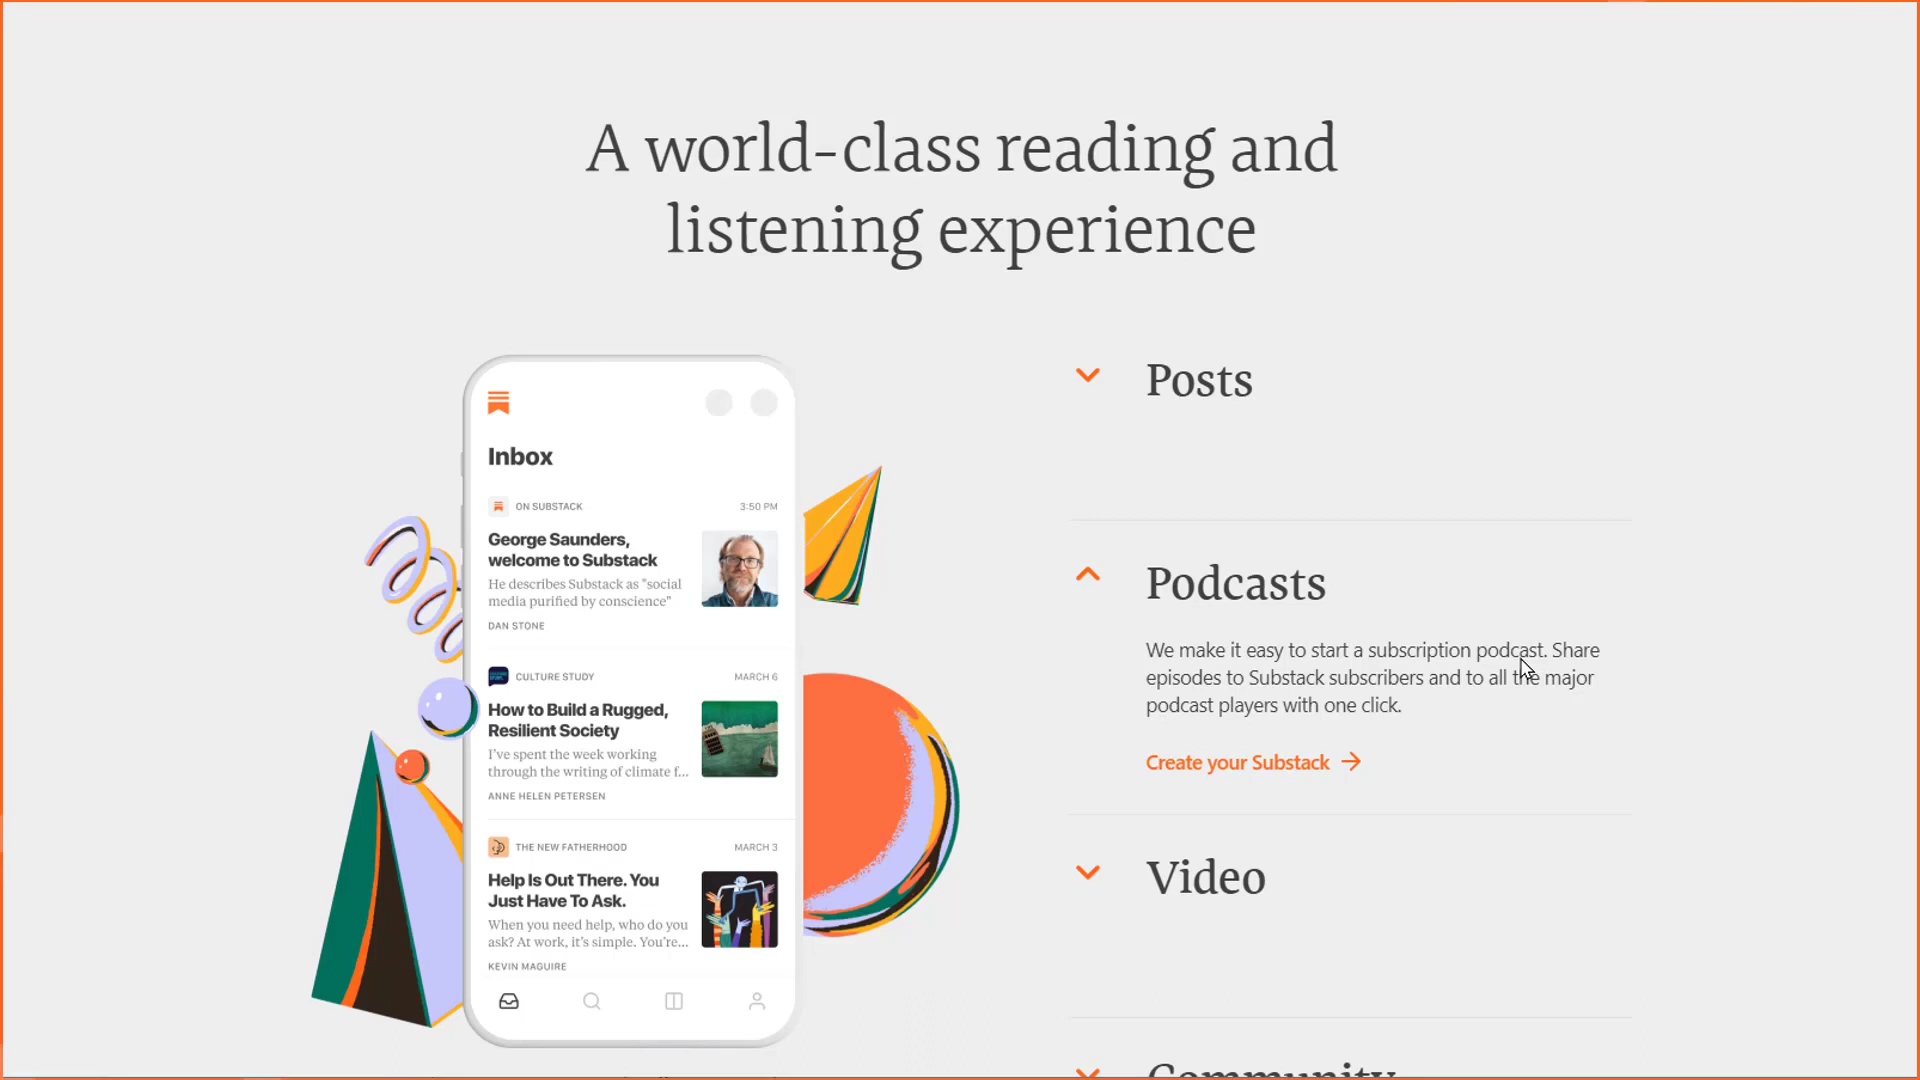 A world-class reading and
listening experience
Inbox
ON SUBSTACK
3:50 PM
George Saunders,
welcome to Substack
He describes Substack as "social
media purified by conscience"
DAN STONE
CULTURE STUDY
MARCH 6
How to Build a Rugged,
Resilient Society
I've spent the week working
through the writing of climate f...
ANNE HELEN PETERSEN
THE NEW FATHERHOOD
MARCH 3
Help Is Out There. You
Just Have To Ask.
When you need help, who do you
ask? At work, it's simple. You're...
KEVIN MAGUIRE
Posts
Podcasts
We make it easy to start a subscription podcast. Share
episodes to Substack subscribers and to all the major
podcast players with one click.
Create your Substack
Video
Community